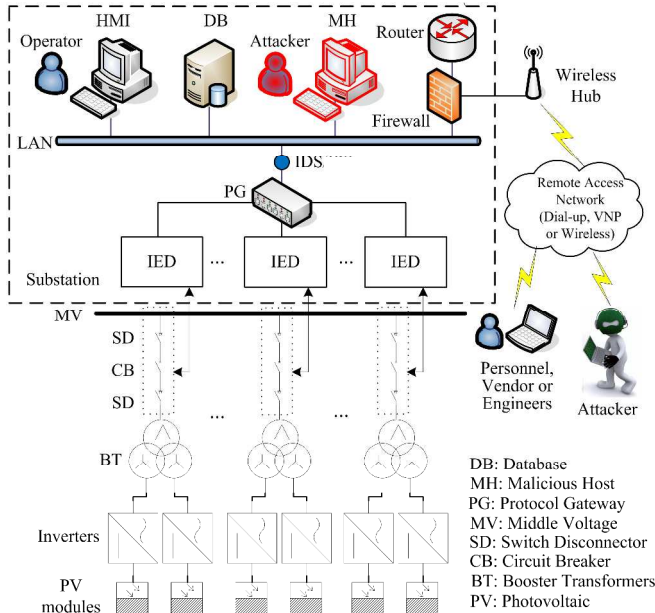 HMI
DB
MH
Router
Operator
Attacker
Wireless
Hub
Firewall
LAN
IDS
PG
Remote Access
Network
(Dial-up, VNP
or Wireless)
IED
...
IED
...
IED
Substation
MV
SD
CB
SD
Personnel,
Vendor or
Engineers
Attacker
...
...
BT
DB: Database
MH: Malicious Host
PG: Protocol Gateway
MV: Middle Voltage
SD: Switch Disconnector
CB: Circuit Breaker
BT: Booster Transformers
PV: Photovoltaic
Inverters
...
...
PV
modules